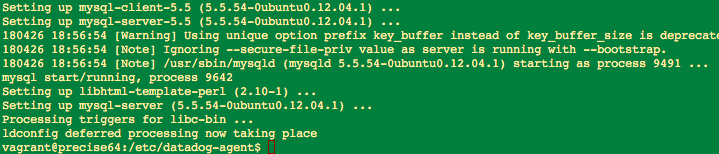 Setting up mysql-client-5.5 (5.5.54-0ubuntu0.12.04.1) ...
Setting up mysql-server-5.5 (5.5.54-0ubuntu0.12.04.1) ...
180426 18:56:54 [Warning] Using unique option prefix key_buffer instead of key_buffer_size is deprecate
180426 18:56:54 [Note] Ignoring --secure-file-priv value as server is running with --bootstrap.
180426 18:56:54 [Note] /usr/sbin/mysqld (mysqld 5.5.54-0ubuntu0.12.04.1) starting as process 9491 ...
mysql start/running, process 9642
Setting up libhtml-template-perl (2.10-1) ...
Setting up mysql-server (5.5.54-0ubuntu0.12.04.1) ...
Processing triggers for libc-bin ...
ldconfig deferred processing now taking place
vagrant@precise64:/etc/datadog-agent$